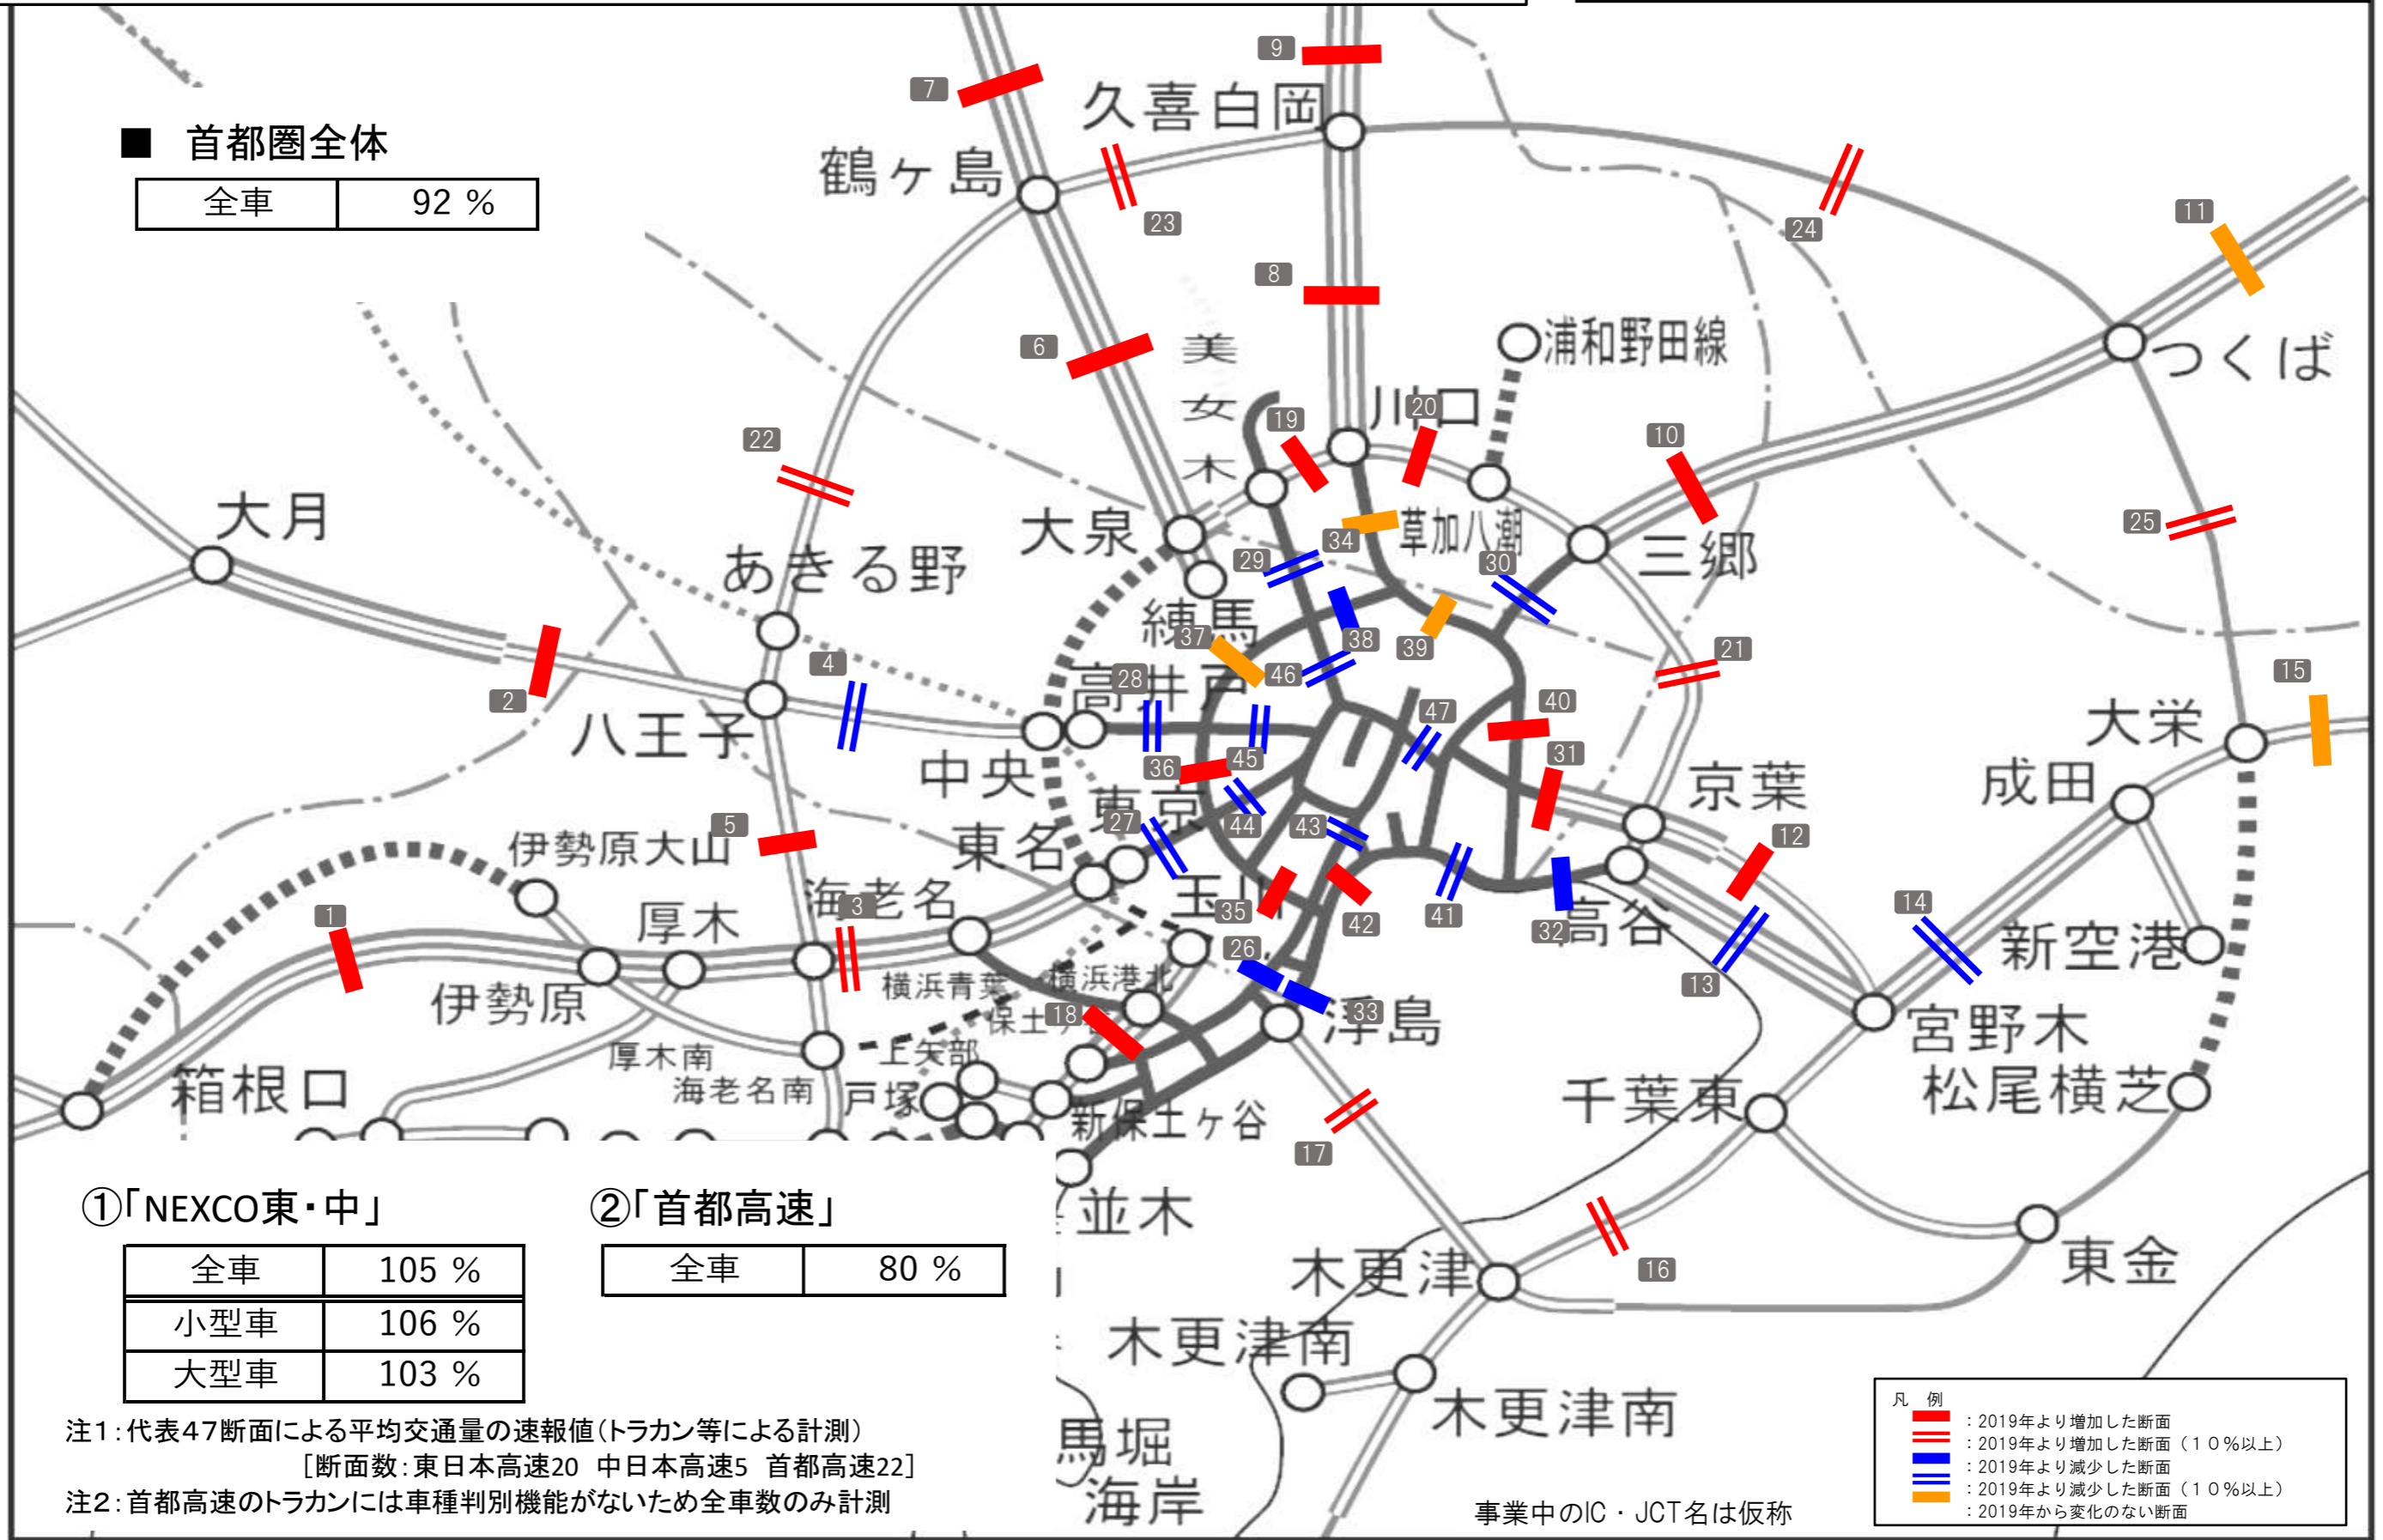 ■ 首都圏全体
全車 92 %
7
9
久喜白岡
鶴ヶ島
23
24
11
8
6
美女木
浦和野田線
つくば
川口
19
20
10
22
25
大月
大泉
あきる野
草加八潮
三郷
34
29
30
練馬
37
38
39
21
4
28
高井戸
46
15
2
八王子
47
40
大栄
中央
36
45
31
京葉
成田
東京
5
伊勢原大山
東名
27
44
43
12
厚木
海老名
3
玉川
1
35
42
41
32
高谷
14
新空港
26
13
伊勢原
横浜青葉
横浜港北
18
33
浮島
宮野木
厚木南
上矢部
箱根口
海老名南
戸塚
新保土ヶ谷
千葉東
松尾横芝
17
並木
16
木更津
東金
木更津南
木更津南
馬堀
海岸
①「NEXCO東・中」
全車 105 %
小型車 106 %
大型車 103 %
②「首都高速」
全車 80 %
注1:代表47断面による平均交通量の速報値(トラカン等による計測)
[断面数:東日本高速20 中日本高速5 首都高速22]
注2:首都高速のトラカンには車種判別機能がないため全車数のみ計測
事業中のIC・JCT名は仮称
凡 例
:2019年より増加した断面
:2019年より増加した断面(10%以上)
:2019年より減少した断面
:2019年より減少した断面(10%以上)
:2019年から変化のない断面